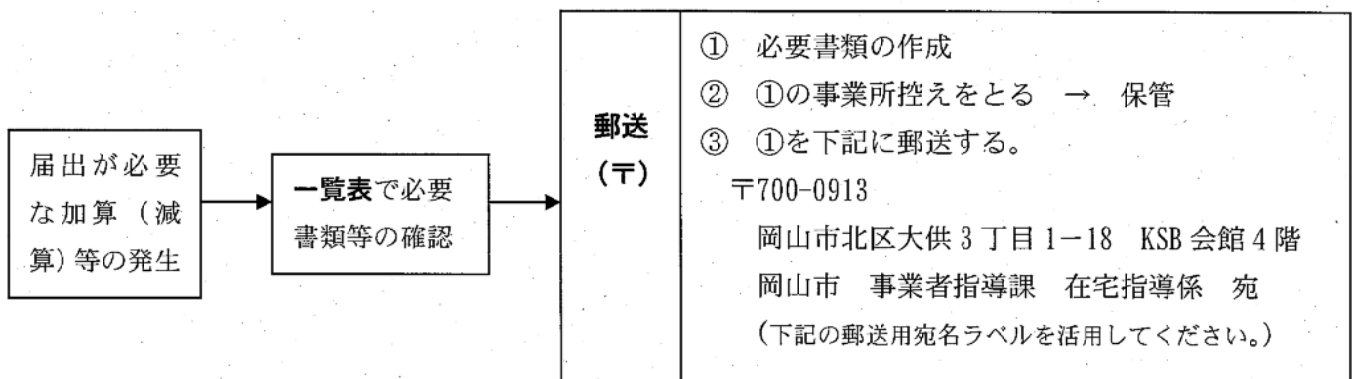 届出が必要
な加算（減
算）等の発生
一覧表で必要
書類等の確認
郵送
（〒）
① 必要書類の作成
② ①の事業所控えをとる → 保管
③ ①を下記に郵送する。
〒700-0913
岡山市北区大供３丁目１－18 KSB会館４階
岡山市 事業者指導課 在宅指導係 宛
（下記の郵送用宛名ラベルを活用してください。）